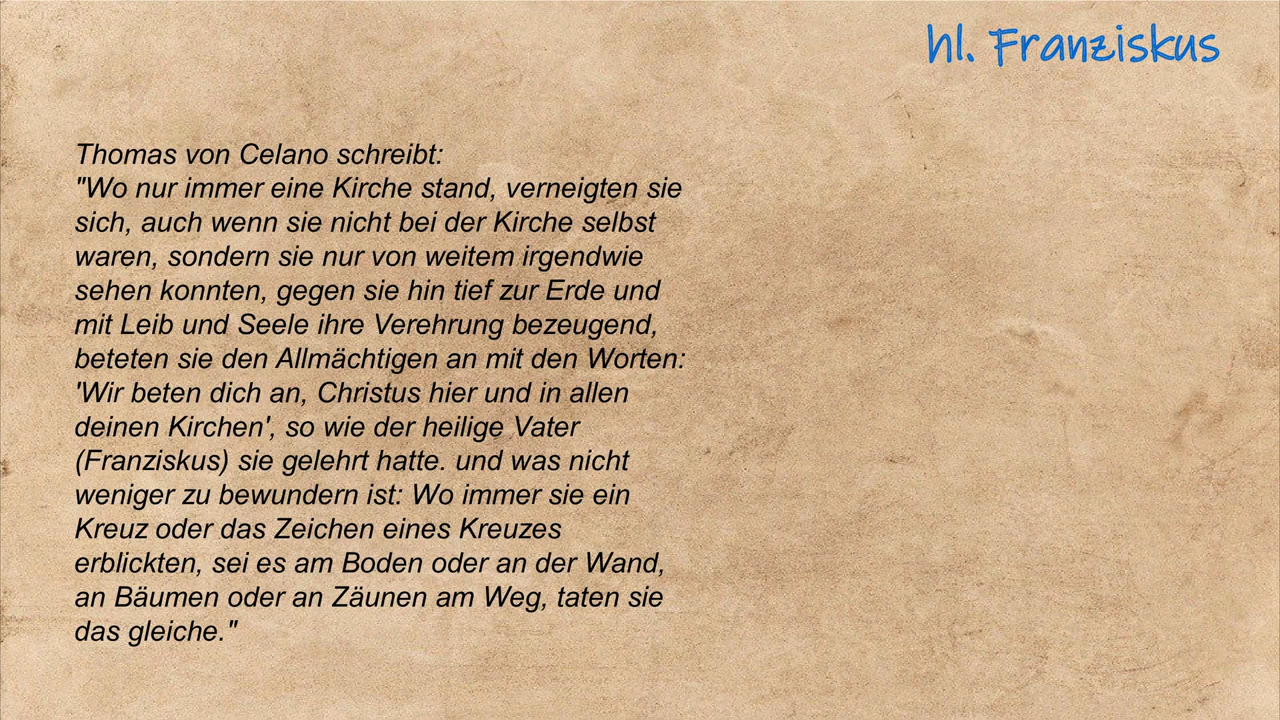 hl. Franziskus
Thomas von Celano schreibt:
"Wo nur immer eine Kirche stand, verneigten sie
sich, auch wenn sie nicht bei der Kirche selbst
waren, sondern sie nur von weitem irgendwie
sehen konnten, gegen sie hin tief zur Erde und
mit Leib und Seele ihre Verehrung bezeugend,
beteten sie den Allmächtigen an mit den Worten:
'Wir beten dich an, Christus hier und in allen
deinen Kirchen', so wie der heilige Vater
(Franziskus) sie gelehrt hatte. und was nicht
weniger zu bewundern ist: Wo immer sie ein
Kreuz oder das Zeichen eines Kreuzes
erblickten, sei es am Boden oder an der Wand,
an Bäumen oder an Zäunen am Weg, taten sie
das gleiche."